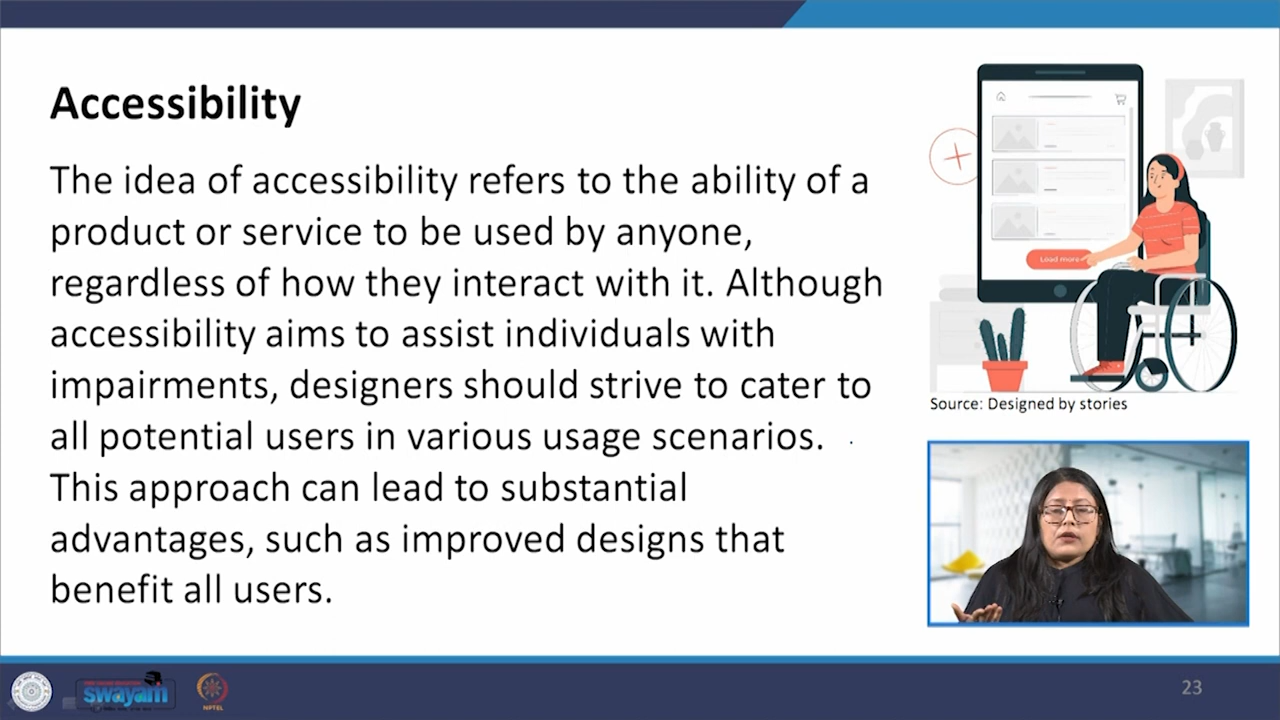 Accessibility
The idea of accessibility refers to the ability of a
product or service to be used by anyone,
regardless of how they interact with it. Although
accessibility aims to assist individuals with
impairments, designers should strive to cater to
all potential users in various usage scenarios.
This approach can lead to substantial
advantages, such as improved designs that
benefit all users.
Load more
Source: Designed by stories
swayam
NPTEL
23